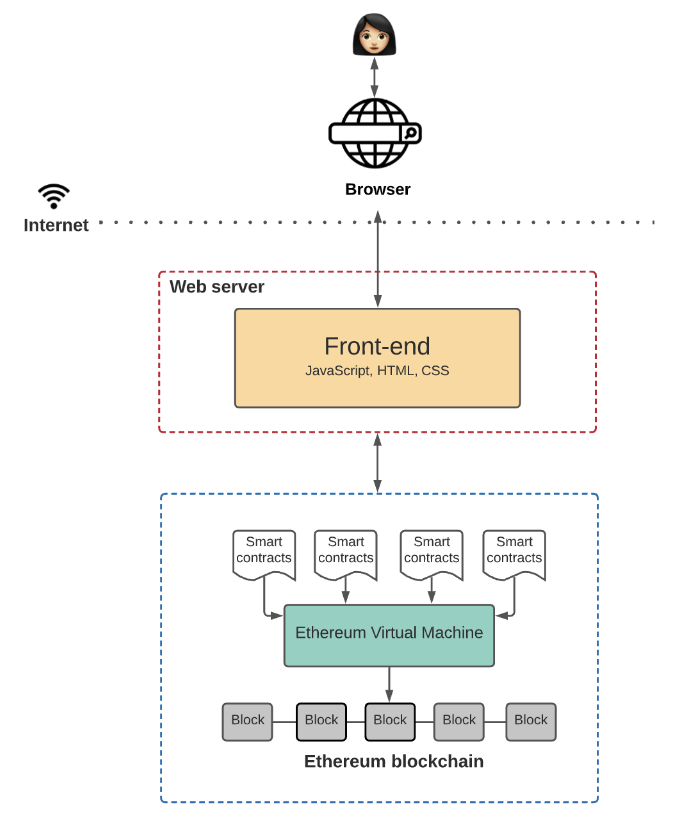 Browser
Internet
Web server
Front-end
JavaScript, HTML, CSS
Smart
contracts
Smart
contracts
Smart
contracts
Smart
contracts
Ethereum Virtual Machine
Block
Block
Block
Block
Block
Ethereum blockchain